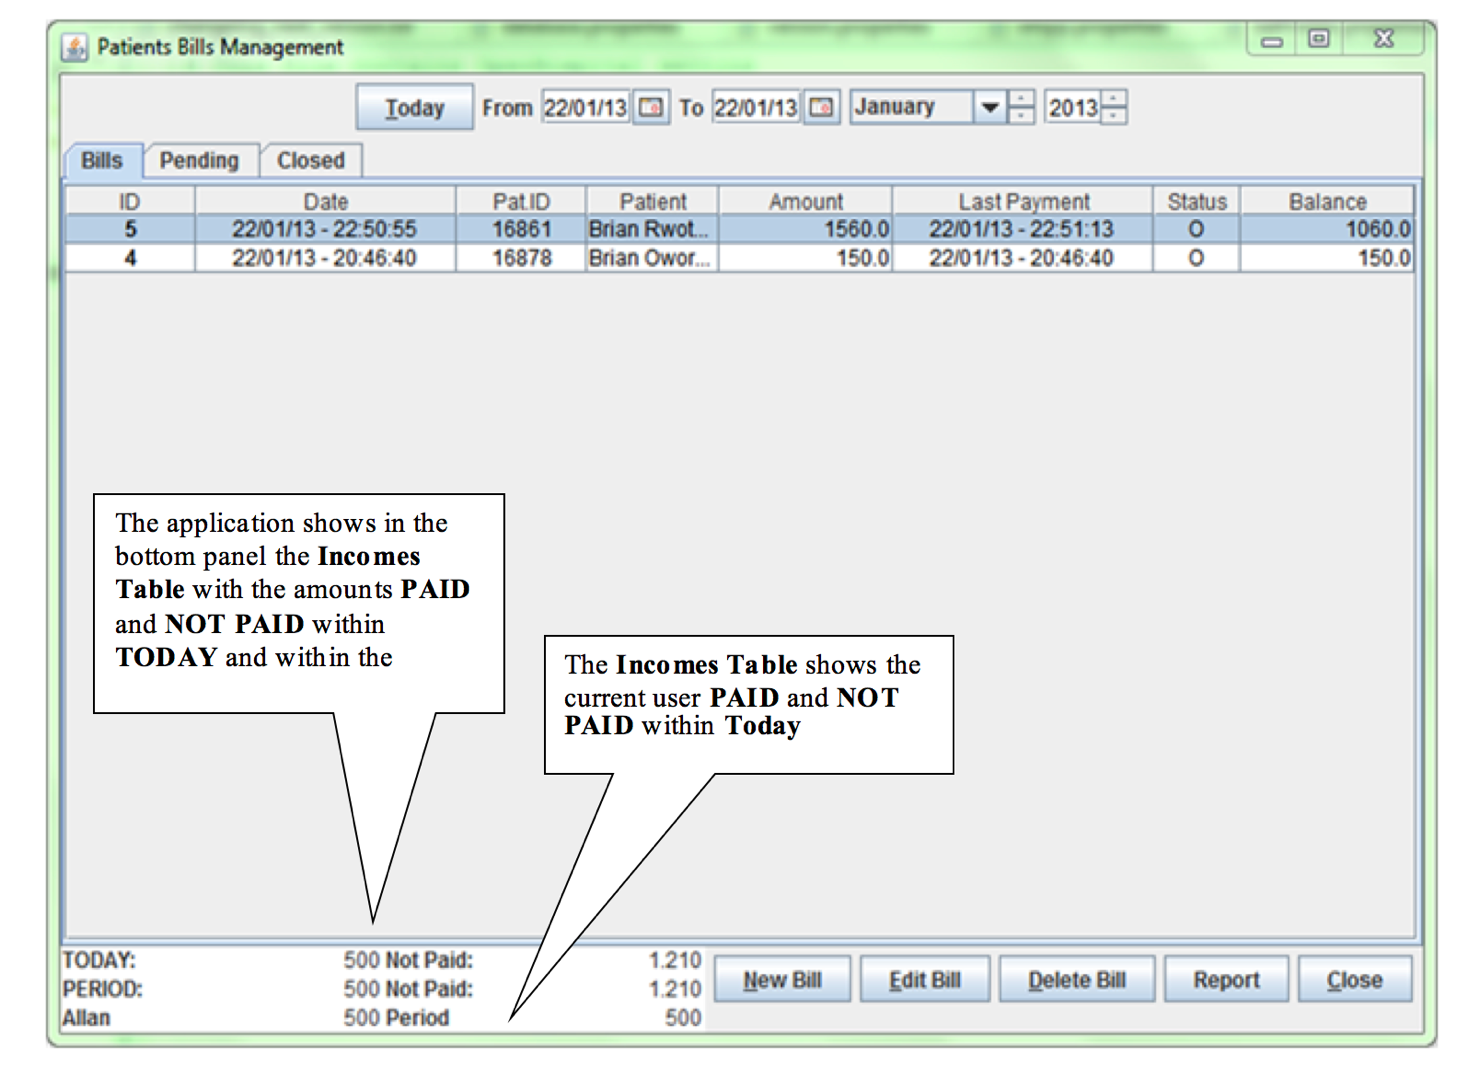 Patients Bills Management
Today From 22/01/13 To 22/01/13 January 2013
Bills Pending Closed
ID Date Pat.ID Patient Amount Last Payment Status Balance
5 22/01/13 - 22:50:55 16861 Brian Rwot... 1560.0 22/01/13 - 22:51:13 O 1060.0
4 22/01/13 - 20:46:40 16878 Brian Owor... 150.0 22/01/13 - 20:46:40 O 150.0
The application shows in the
bottom panel the Incomes
Table with the amounts PAID
and NOT PAID within
TODAY and within the
The Incomes Table shows the
current user PAID and NOT
PAID within Today
TODAY: 500 Not Paid: 1.210
PERIOD: 500 Not Paid: 1.210
Allan 500 Period 500
New Bill Edit Bill Delete Bill Report Close